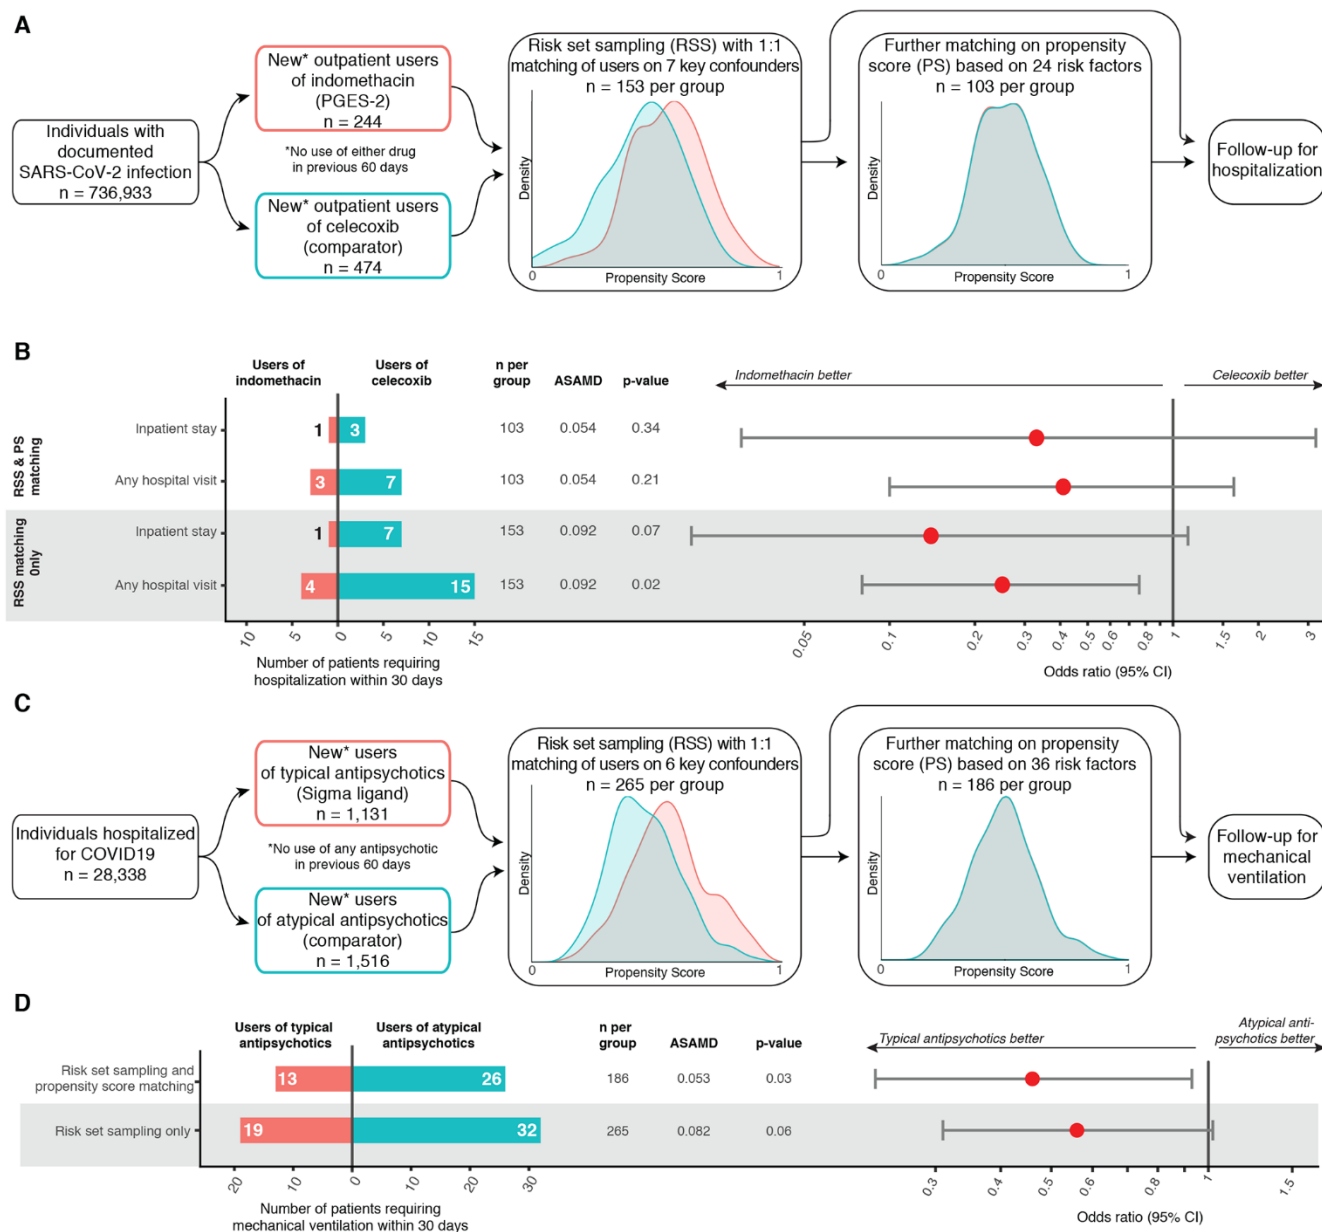 A
Individuals with
documented
SARS-CoV-2 infection
n = 736,933
New* outpatient users
of indomethacin
(PGES-2)
n = 244
*No use of either drug
in previous 60 days
New* outpatient users
of celecoxib
(comparator)
n = 474
Risk set sampling (RSS) with 1:1
matching of users on 7 key confounders
n = 153 per group
Density
0 Propensity Score 1
Further matching on propensity
score (PS) based on 24 risk factors
n = 103 per group
Density
0 Propensity Score 1
Follow-up for
hospitalization
B
Users of
indomethacin
Users of
celecoxib
n per
group
ASAMD
p-value
Indomethacin better
Celecoxib better
RSS & PS
matching
Inpatient stay 1 3 103 0.054 0.34
Any hospital visit 3 7 103 0.054 0.21
RSS matching
Only
Inpatient stay 1 7 153 0.092 0.07
Any hospital visit 4 15 153 0.092 0.02
10 5 0 5 10 15
Number of patients requiring
hospitalization within 30 days
0.05 0.1 0.2 0.3 0.4 0.5 0.6 0.8 1 1.5 2 3
Odds ratio (95% CI)
C
Individuals hospitalized
for COVID19
n = 28,338
New* users
of typical antipsychotics
(Sigma ligand)
n = 1,131
*No use of any antipsychotic
in previous 60 days
New* users
of atypical antipsychotics
(comparator)
n = 1,516
Risk set sampling (RSS) with 1:1
matching of users on 6 key confounders
n = 265 per group
Density
0 Propensity Score 1
Further matching on propensity
score (PS) based on 36 risk factors
n = 186 per group
Density
0 Propensity Score 1
Follow-up for
mechanical
ventilation
D
Users of typical
antipsychotics
Users of atypical
antipsychotics
n per
group
ASAMD
p-value
Typical antipsychotics better
Atypical anti-
psychotics better
Risk set sampling and
propensity score matching
13 26 186 0.053 0.03
Risk set sampling only 19 32 265 0.082 0.06
20 10 0 10 20 30
Number of patients requiring
mechanical ventilation within 30 days
0.3 0.4 0.5 0.6 0.8 1 1.5
Odds ratio (95% CI)